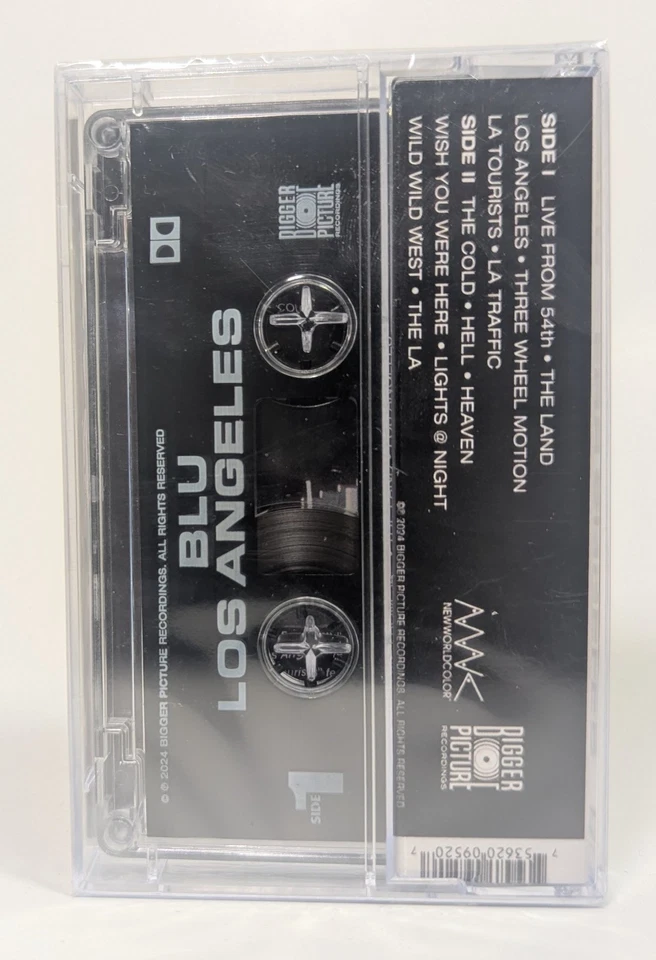 SIDE I LIVE FROM 54th • THE LAND
LOS ANGELES • THREE WHEEL MOTION
LA TOURISTS • LA TRAFFIC
SIDE II THE COLD • HELL • HEAVEN
WISH YOU WERE HERE • LIGHTS @ NIGHT
WILD WILD WEST • THE LA
NEWWORLDCOLOR
BIGGER
PICTURE
RECORDINGS
℗© 2024 BIGGER PICTURE RECORDINGS. ALL RIGHTS RESERVED
7 53620 09520 7
BIGGER
PICTURE
RECORDINGS
BLU
LOS ANGELES
© ℗ 2024 BIGGER PICTURE RECORDINGS. ALL RIGHTS RESERVED
SIDE 1